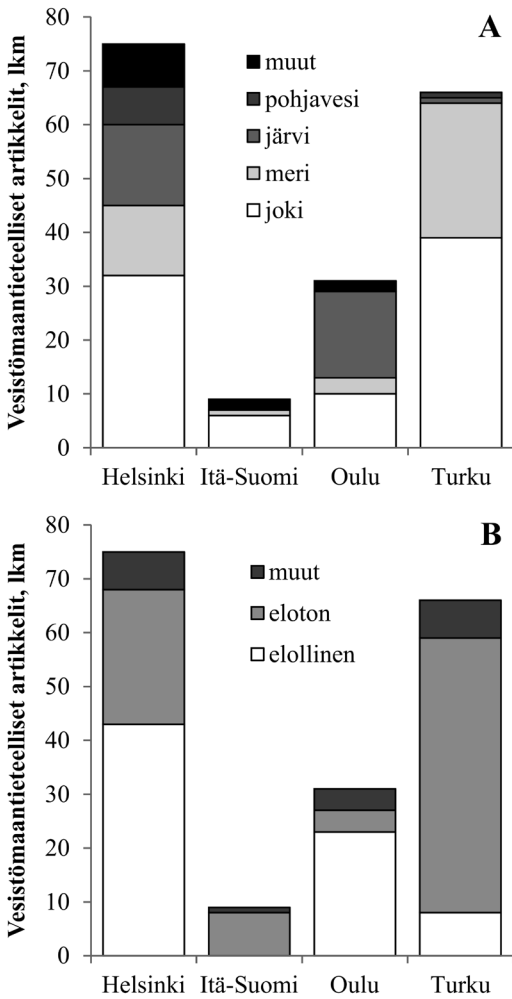 A
Vesistömaantieteelliset artikkelit, lkm
80
70
60
50
40
30
20
10
0
muut
pohjavesi
järvi
meri
joki
Helsinki Itä-Suomi Oulu Turku
B
Vesistömaantieteelliset artikkelit, lkm
80
70
60
50
40
30
20
10
0
muut
eloton
elollinen
Helsinki Itä-Suomi Oulu Turku